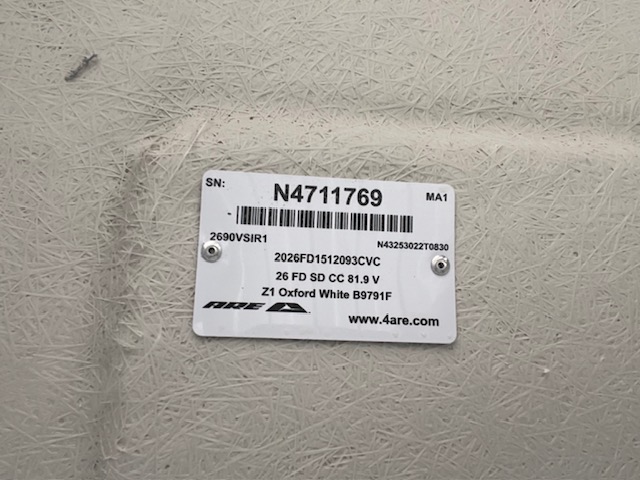 SN: N4711769 MA1
2690VSIR1 N43253022T0830
2026FD1512093CVC
26 FD SD CC 81.9 V
Z1 Oxford White B9791F
ARE www.4are.com